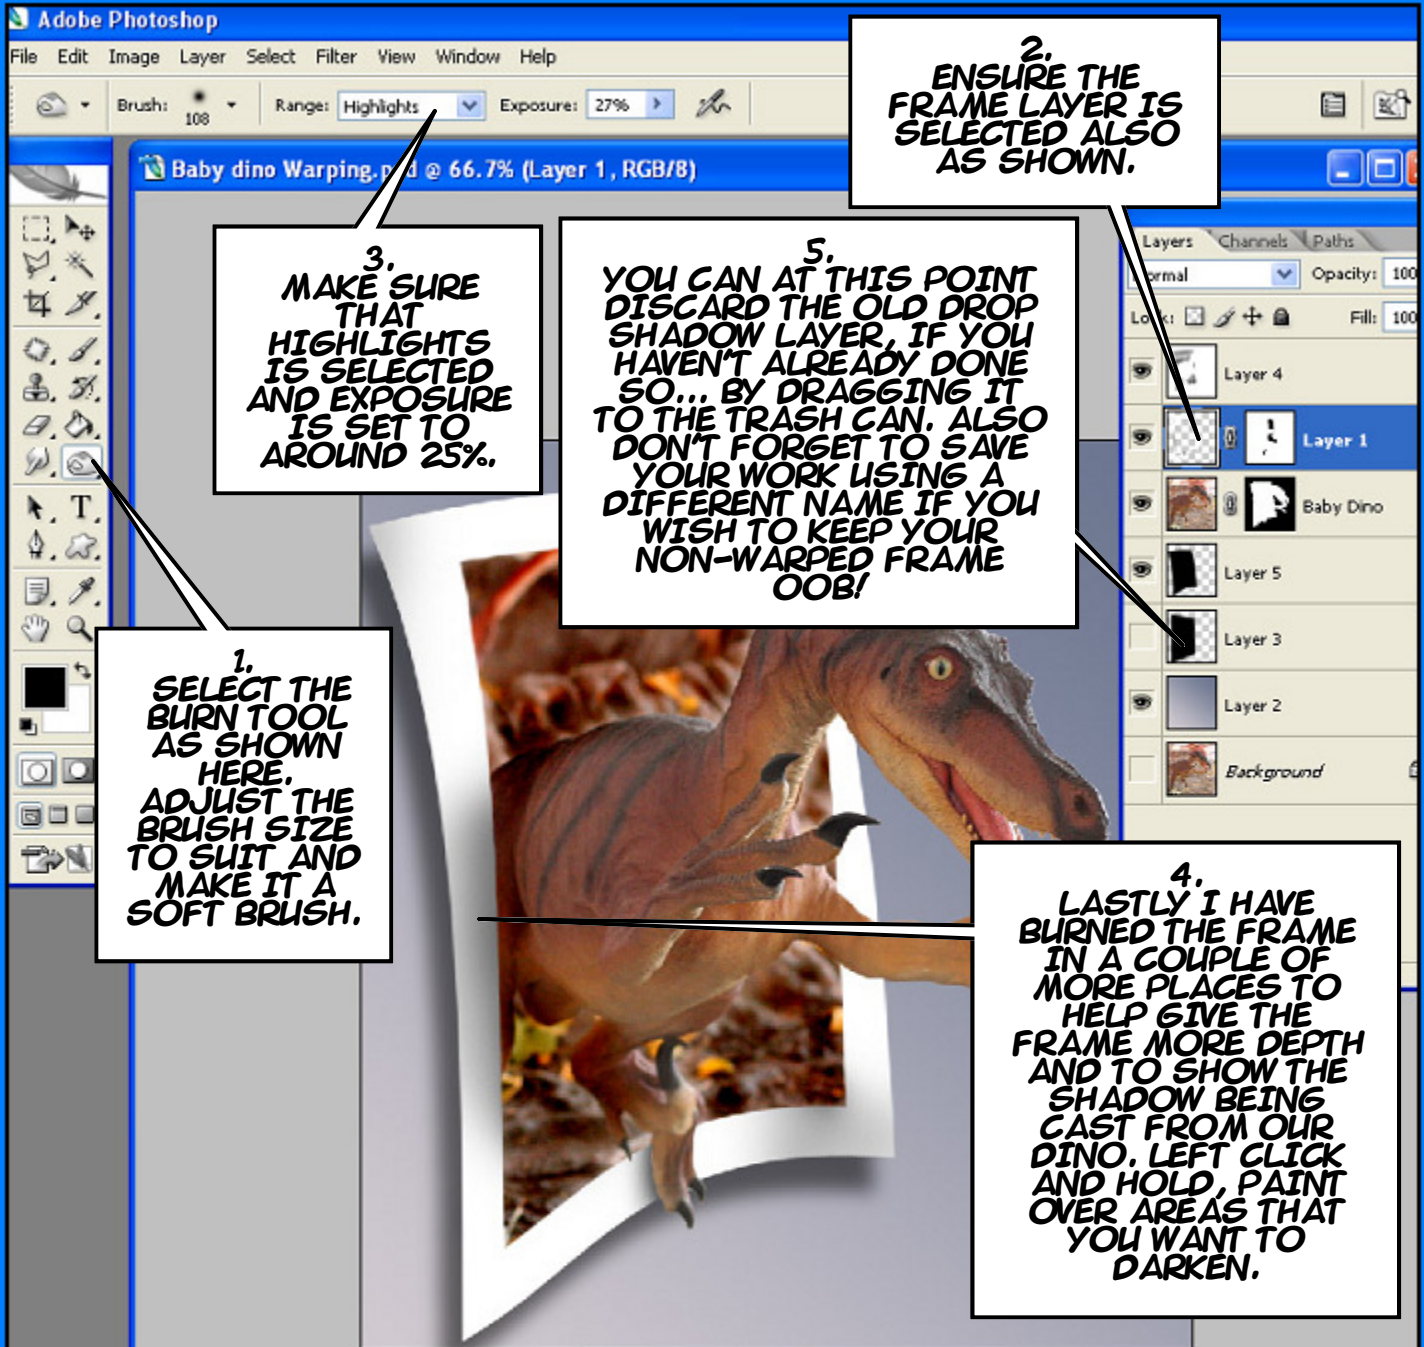 Adobe Photoshop
File Edit Image Layer Select Filter View Window Help
Brush: 108 Range: Highlights Exposure: 27%
Baby dino Warping.p d @ 66.7% (Layer 1, RGB/8)
1.
SELECT THE
BURN TOOL
AS SHOWN
HERE.
ADJUST THE
BRUSH SIZE
TO SUIT AND
MAKE IT A
SOFT BRUSH.
2.
ENSURE THE
FRAME LAYER IS
SELECTED ALSO
AS SHOWN.
3.
MAKE SURE
THAT
HIGHLIGHTS
IS SELECTED
AND EXPOSURE
IS SET TO
AROUND 25%.
4.
LASTLY I HAVE
BURNED THE FRAME
IN A COUPLE OF
MORE PLACES TO
HELP GIVE THE
FRAME MORE DEPTH
AND TO SHOW THE
SHADOW BEING
CAST FROM OUR
DINO. LEFT CLICK
AND HOLD, PAINT
OVER AREAS THAT
YOU WANT TO
DARKEN.
5.
YOU CAN AT THIS POINT
DISCARD THE OLD DROP
SHADOW LAYER, IF YOU
HAVEN'T ALREADY DONE
SO... BY DRAGGING IT
TO THE TRASH CAN. ALSO
DON'T FORGET TO SAVE
YOUR WORK USING A
DIFFERENT NAME IF YOU
WISH TO KEEP YOUR
NON-WARPED FRAME
OOB!
Layers Channels Paths
ormal Opacity: 100
Lo k: Fill: 100
Layer 4
Layer 1
Baby Dino
Layer 5
Layer 3
Layer 2
Background
T